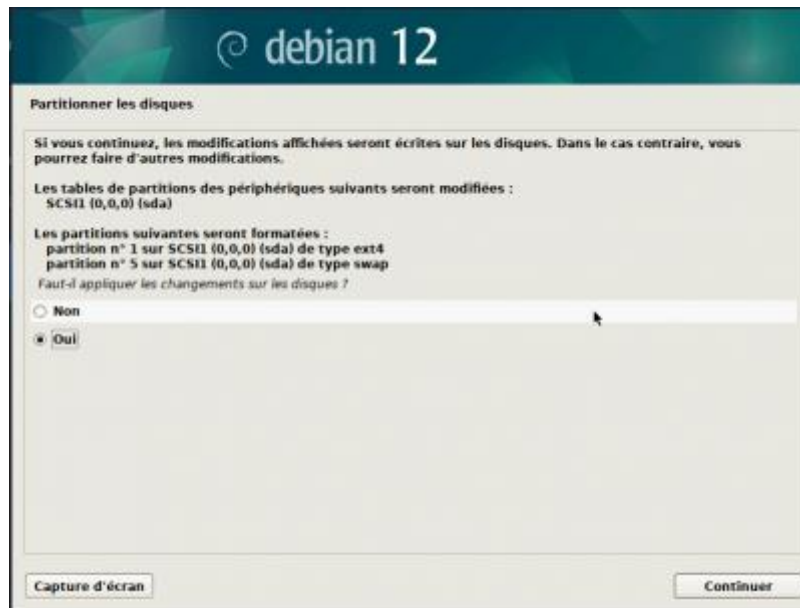 debian 12
Partitionner les disques
Si vous continuez, les modifications affichées seront écrites sur les disques. Dans le cas contraire, vous
pourrez faire d'autres modifications.
Les tables de partitions des périphériques suivants seront modifiées :
SCSI1 (0,0,0) (sda)
Les partitions suivantes seront formatées :
partition n° 1 sur SCSI1 (0,0,0) (sda) de type ext4
partition n° 5 sur SCSI1 (0,0,0) (sda) de type swap
Faut-il appliquer les changements sur les disques ?
Non
Oui
Capture d'écran
Continuer